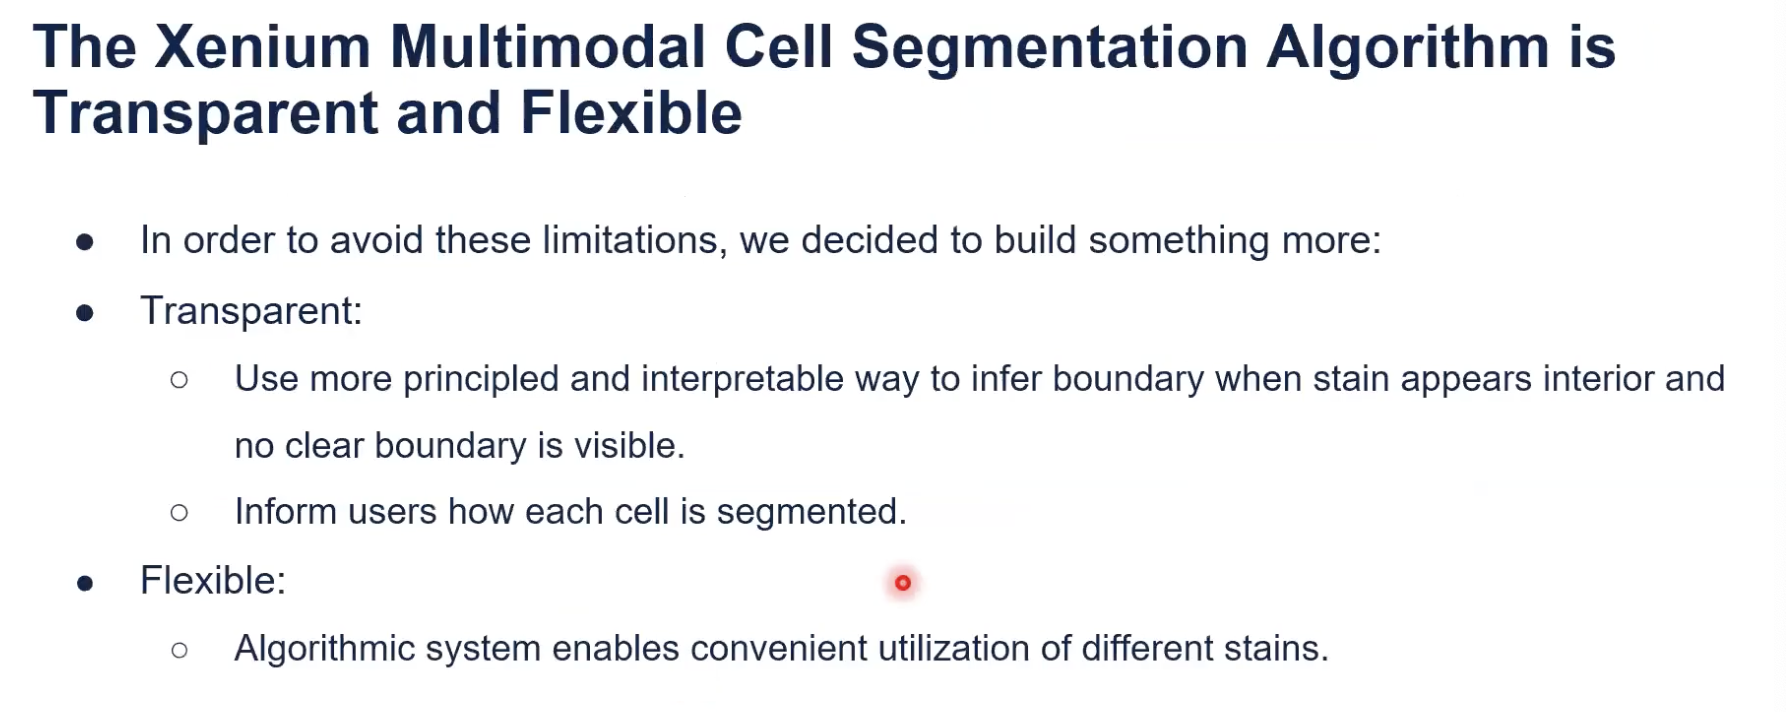 The Xenium Multimodal Cell Segmentation Algorithm is
Transparent and Flexible
● In order to avoid these limitations, we decided to build something more:
● Transparent:
○ Use more principled and interpretable way to infer boundary when stain appears interior and
no clear boundary is visible.
○ Inform users how each cell is segmented.
● Flexible:
○ Algorithmic system enables convenient utilization of different stains.